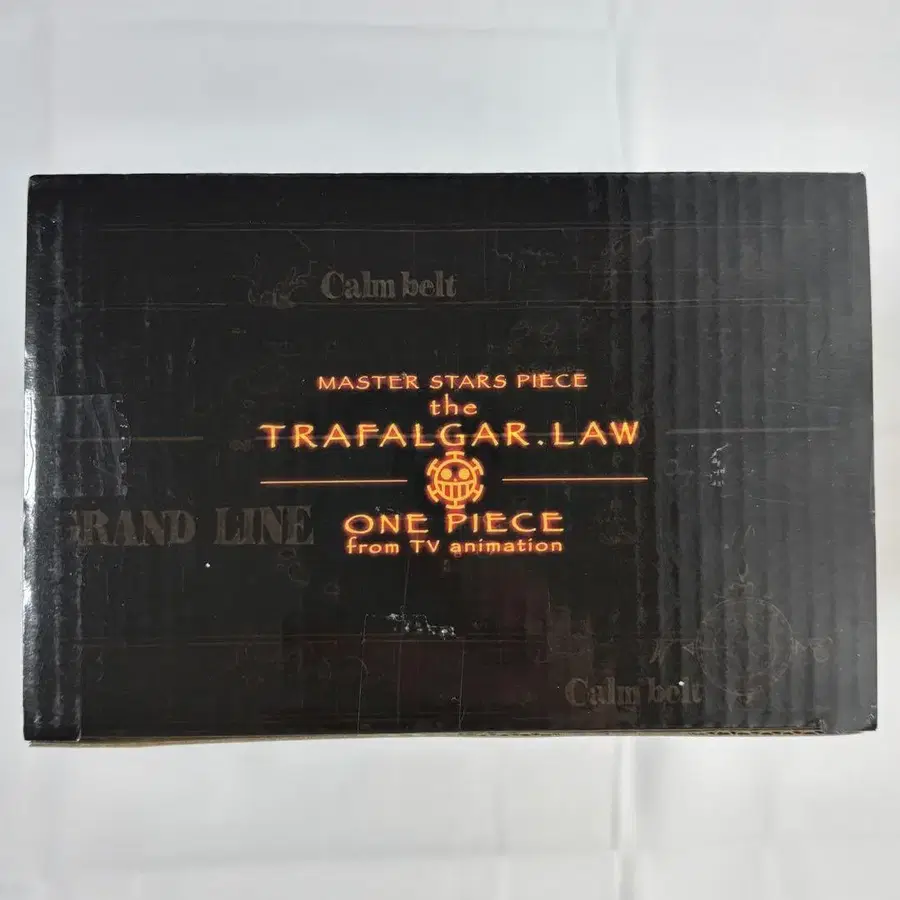 Calm belt
MASTER STARS PIECE
the
TRAFALGAR.LAW
GRAND LINE
ONE PIECE
from TV animation
Calm belt